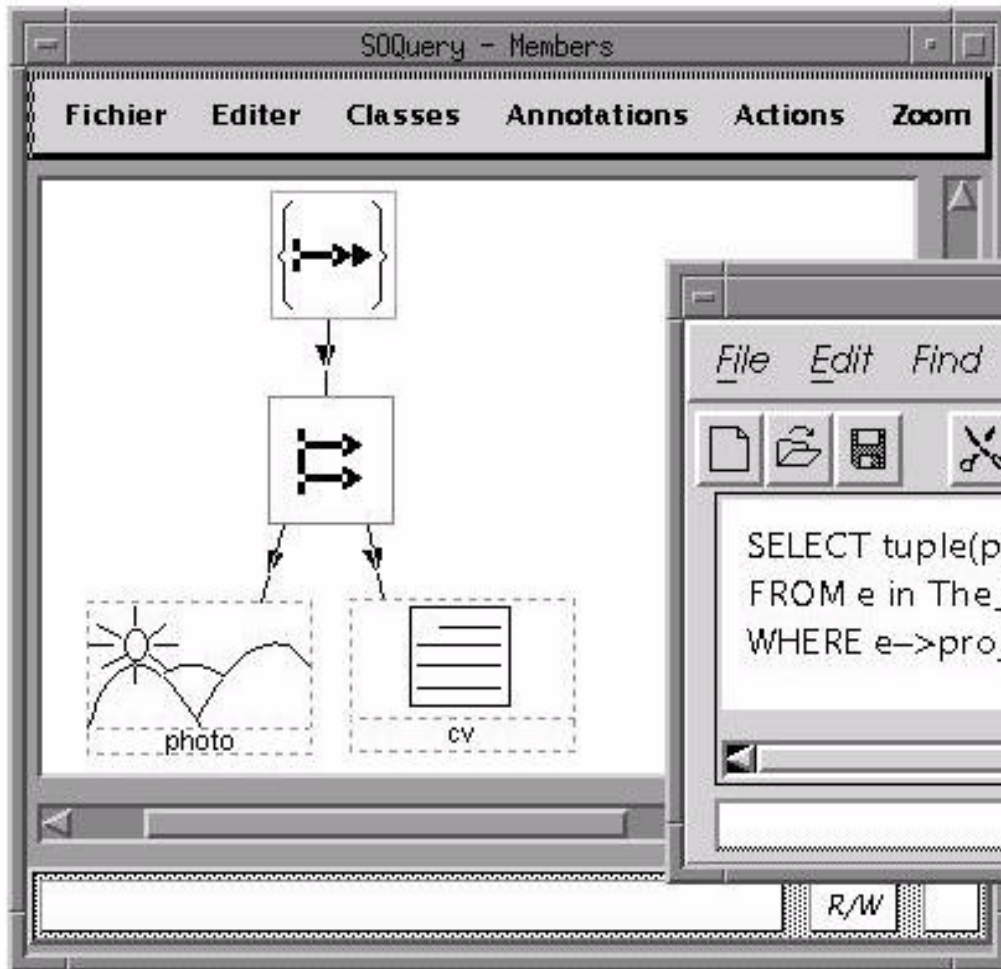 SOQuery - Members
Fichier Editer Classes Annotations Actions Zoom
photo
cv
R/W
File Edit Find
SELECT tuple(p
FROM e in The_
WHERE e->pro_